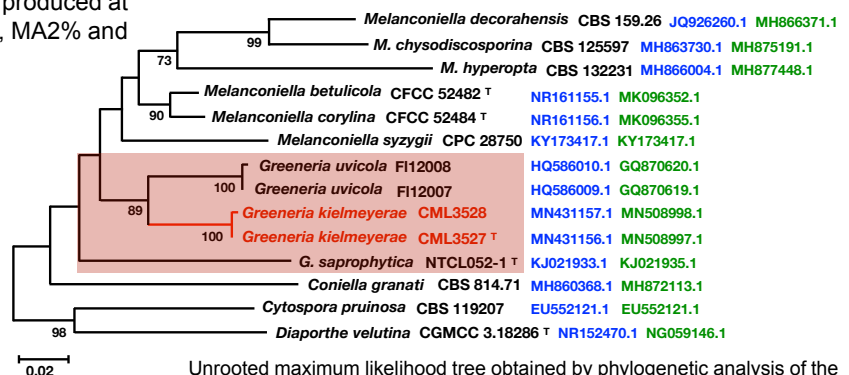 produced at
, MA2% and
Melanconiella decorahensis CBS 159.26 JQ926260.1 MH866371.1
99
M. chysodiscosporina CBS 125597 MH863730.1 MH875191.1
73
M. hyperopta CBS 132231 MH866004.1 MH877448.1
Melanconiella betulicola CFCC 52482 T NR161155.1 MK096352.1
90
Melanconiella corylina CFCC 52484 T NR161156.1 MK096355.1
Melanconiella syzygii CPC 28750 KY173417.1 KY173417.1
Greeneria uvicola FI12008 HQ586010.1 GQ870620.1
100
Greeneria uvicola FI12007 HQ586009.1 GQ870619.1
89
Greeneria kielmeyerae CML3528 MN431157.1 MN508998.1
100
Greeneria kielmeyerae CML3527 T MN431156.1 MN508997.1
G. saprophytica NTCL052-1 T KJ021933.1 KJ021935.1
Coniella granati CBS 814.71 MH860368.1 MH872113.1
Cytospora pruinosa CBS 119207 EU552121.1 EU552121.1
98
Diaporthe velutina CGMCC 3.18286 T NR152470.1 NG059146.1
0.02
Unrooted maximum likelihood tree obtained by phylogenetic analysis of the